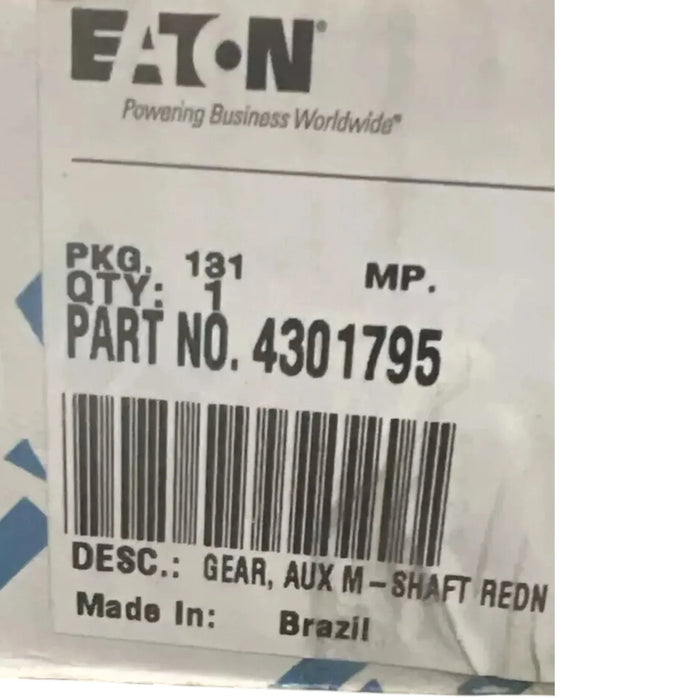 EATON®
Powering Business Worldwide®
PKG. 131 MP.
QTY: 1
PART NO. 4301795
DESC.: GEAR, AUX M-SHAFT REDN
Made In: Brazil